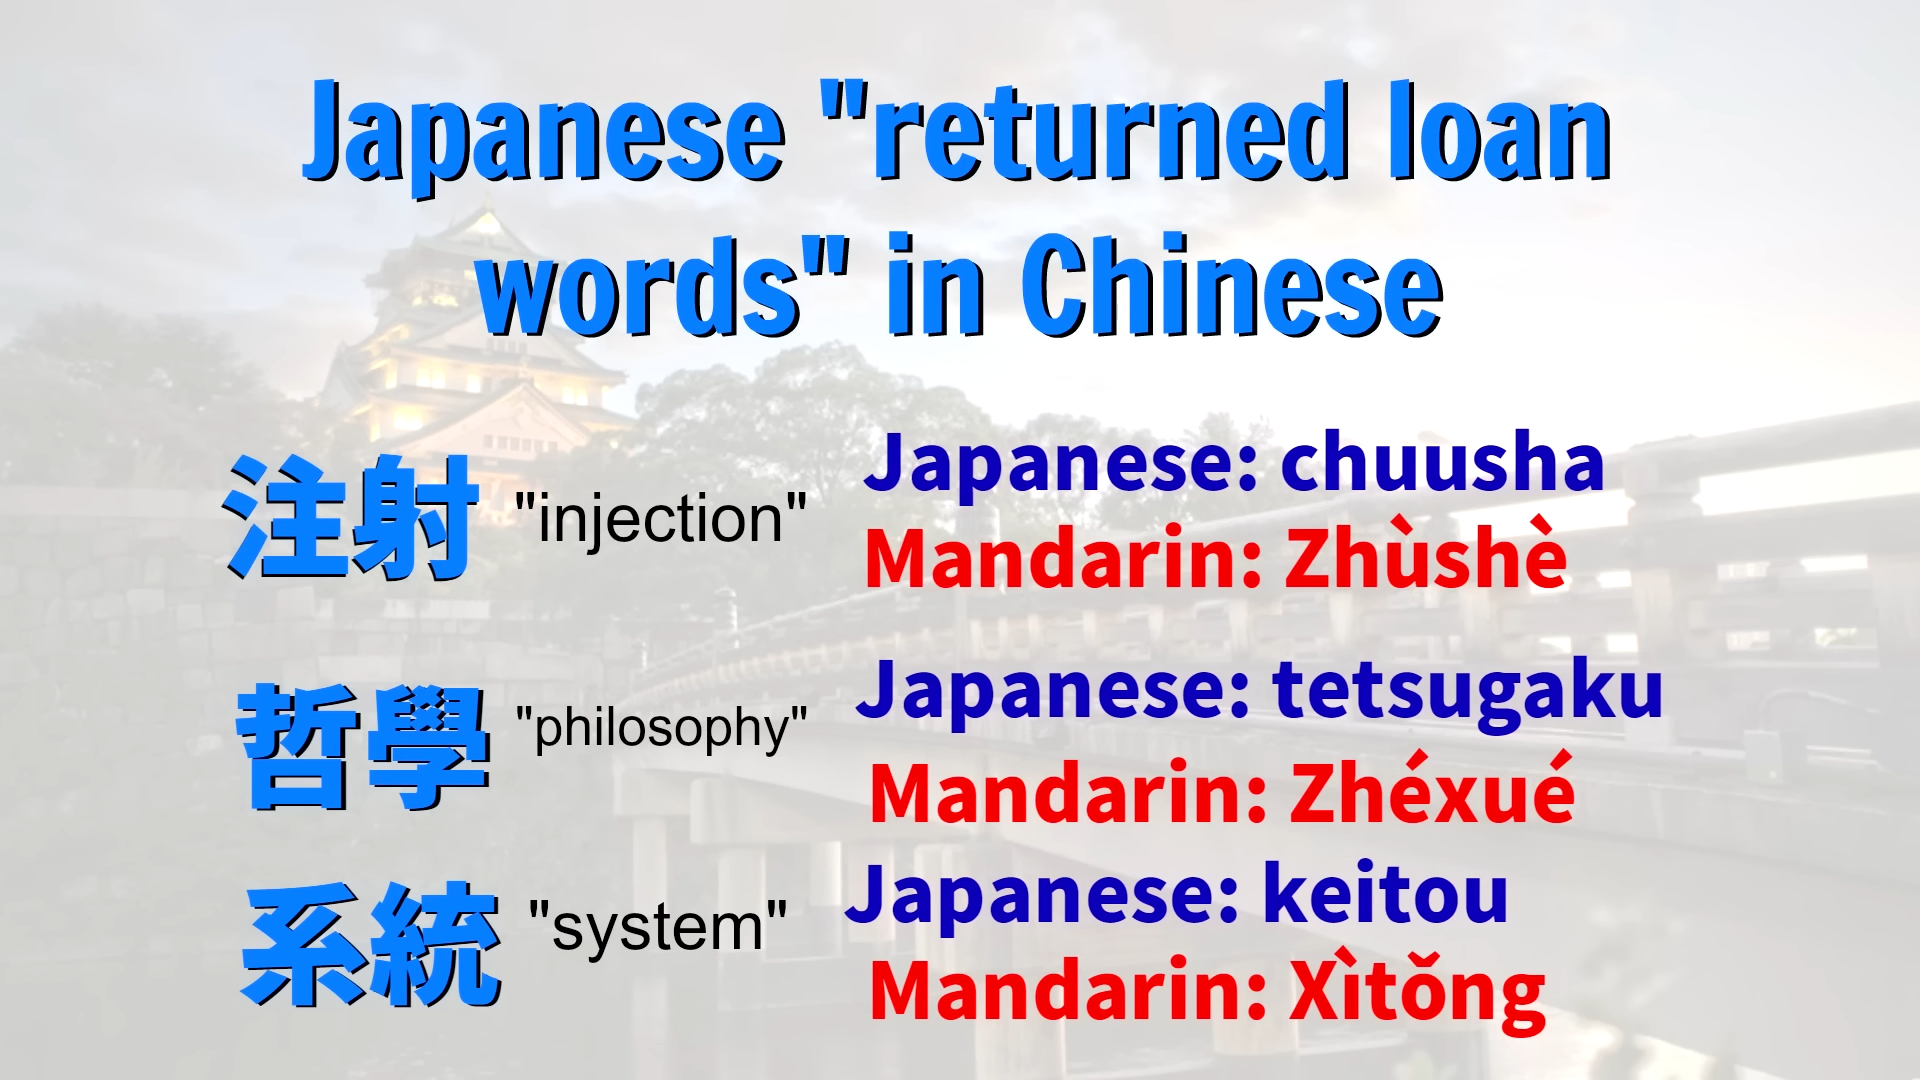 Japanese "returned loan
words" in Chinese
注射 "injection"
Japanese: chuusha
Mandarin: Zhùshè
哲學 "philosophy"
Japanese: tetsugaku
Mandarin: Zhéxué
系統 "system"
Japanese: keitou
Mandarin: Xìtǒng